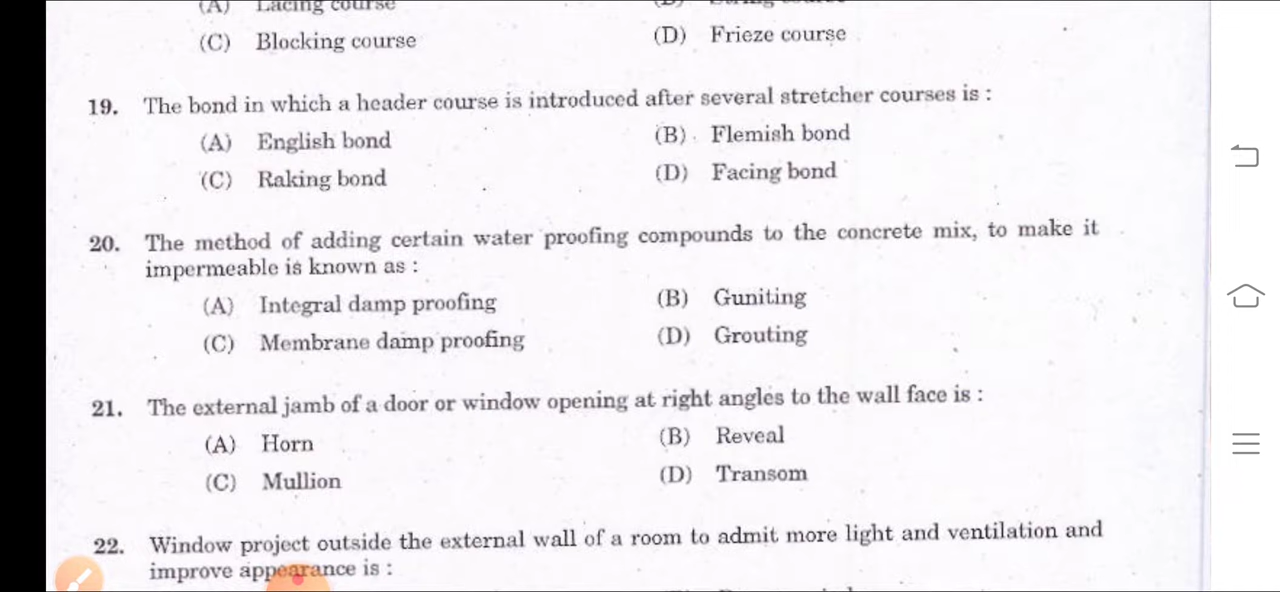 (A) Lacing course
(C) Blocking course (D) Frieze course
19. The bond in which a header course is introduced after several stretcher courses is :
(A) English bond (B) Flemish bond
(C) Raking bond (D) Facing bond
20. The method of adding certain water proofing compounds to the concrete mix, to make it
impermeable is known as :
(A) Integral damp proofing (B) Guniting
(C) Membrane damp proofing (D) Grouting
21. The external jamb of a door or window opening at right angles to the wall face is :
(A) Horn (B) Reveal
(C) Mullion (D) Transom
22. Window project outside the external wall of a room to admit more light and ventilation and
improve appearance is :